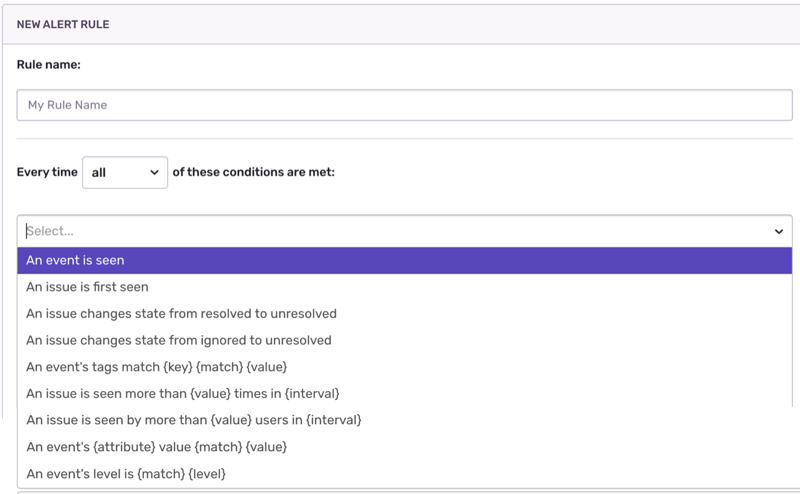 NEW ALERT RULE
Rule name:
My Rule Name
Every time all of these conditions are met:
Select...
An event is seen
An issue is first seen
An issue changes state from resolved to unresolved
An issue changes state from ignored to unresolved
An event's tags match {key} {match} {value}
An issue is seen more than {value} times in {interval}
An issue is seen by more than {value} users in {interval}
An event's {attribute} value {match} {value}
An event's level is {match} {level}